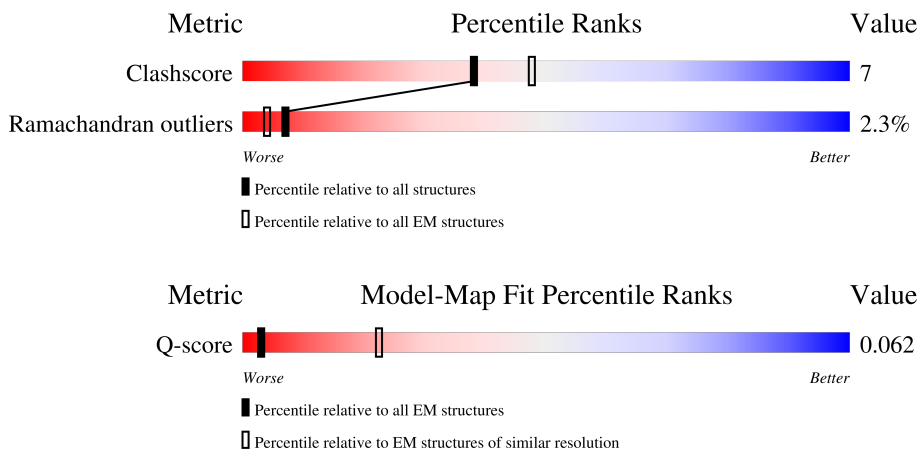 Metric Percentile Ranks Value
Clashscore 7
Ramachandran outliers 2.3%
Worse Better
Percentile relative to all structures
Percentile relative to all EM structures
Metric Model-Map Fit Percentile Ranks Value
Q-score 0.062
Worse Better
Percentile relative to all EM structures
Percentile relative to EM structures of similar resolution